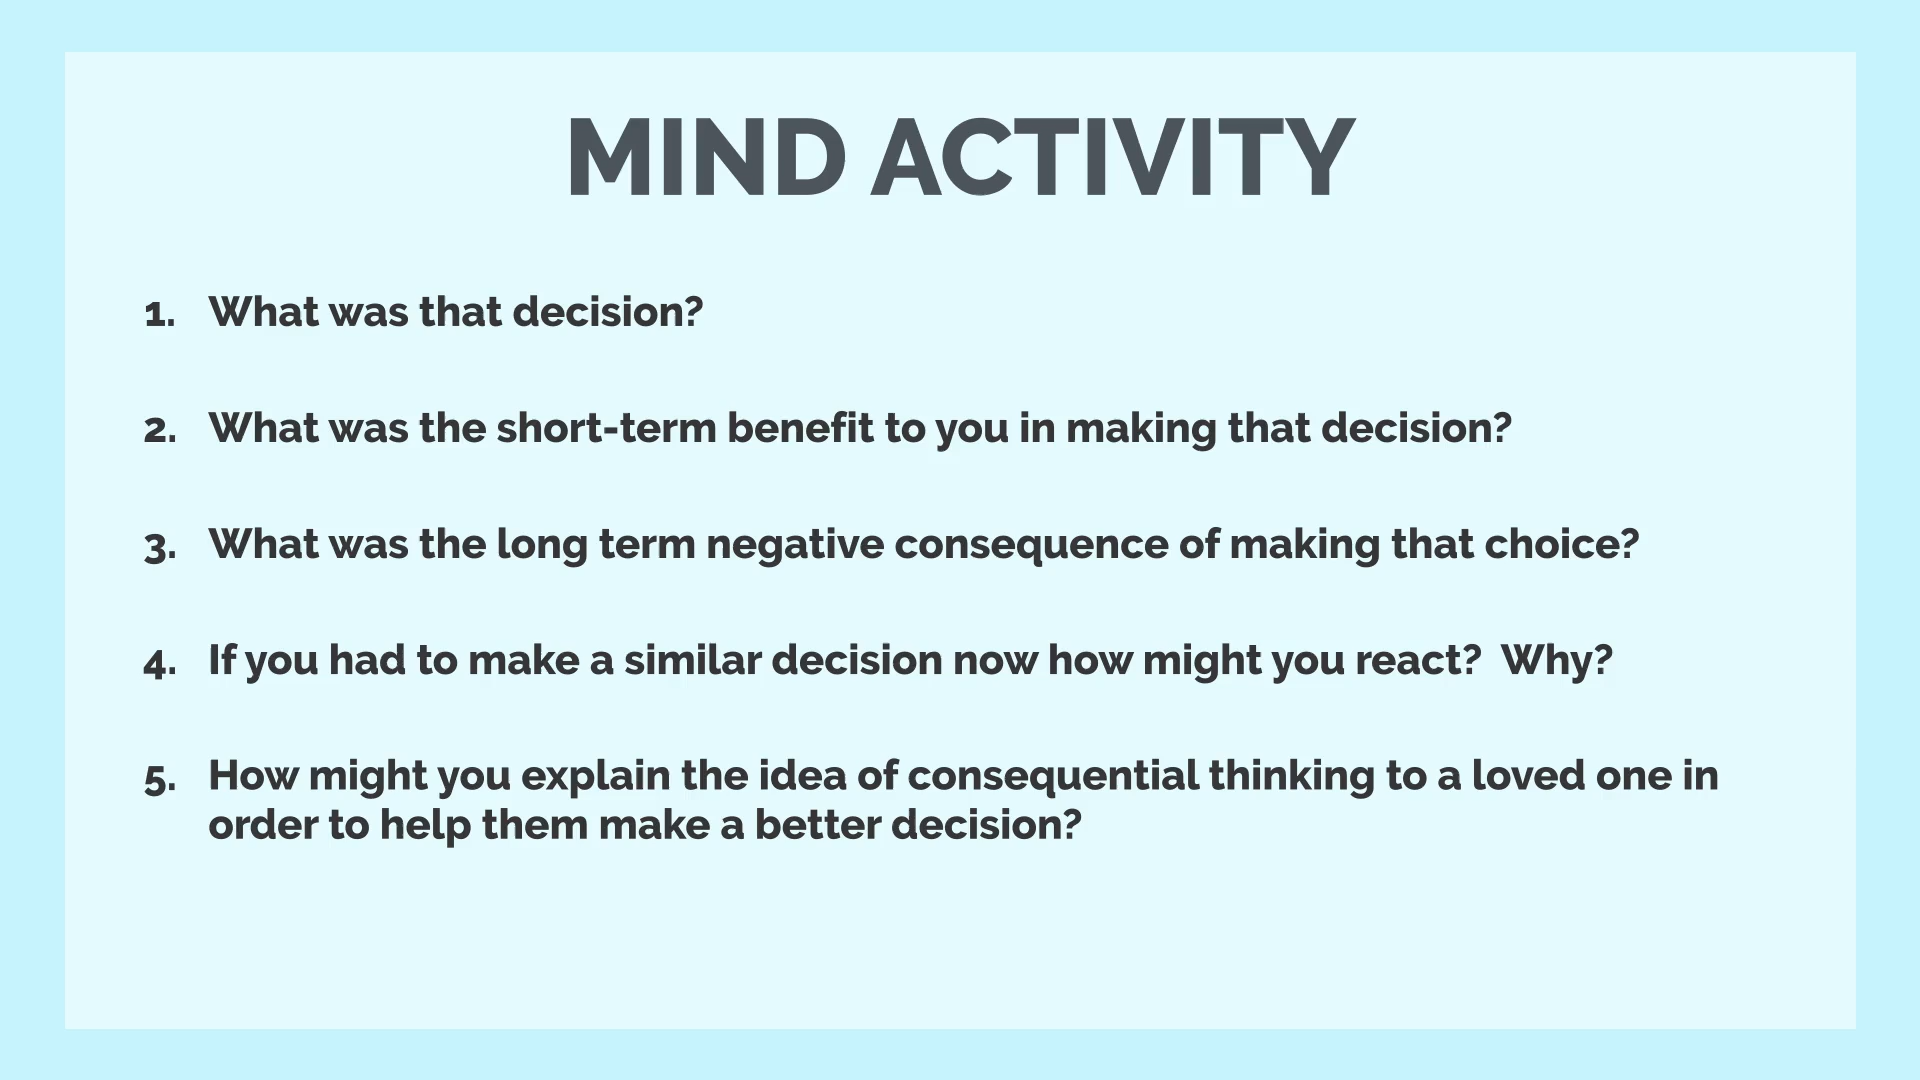 MIND ACTIVITY
1. What was that decision?
2. What was the short-term benefit to you in making that decision?
3. What was the long term negative consequence of making that choice?
4. If you had to make a similar decision now how might you react?  Why?
5. How might you explain the idea of consequential thinking to a loved one in
order to help them make a better decision?